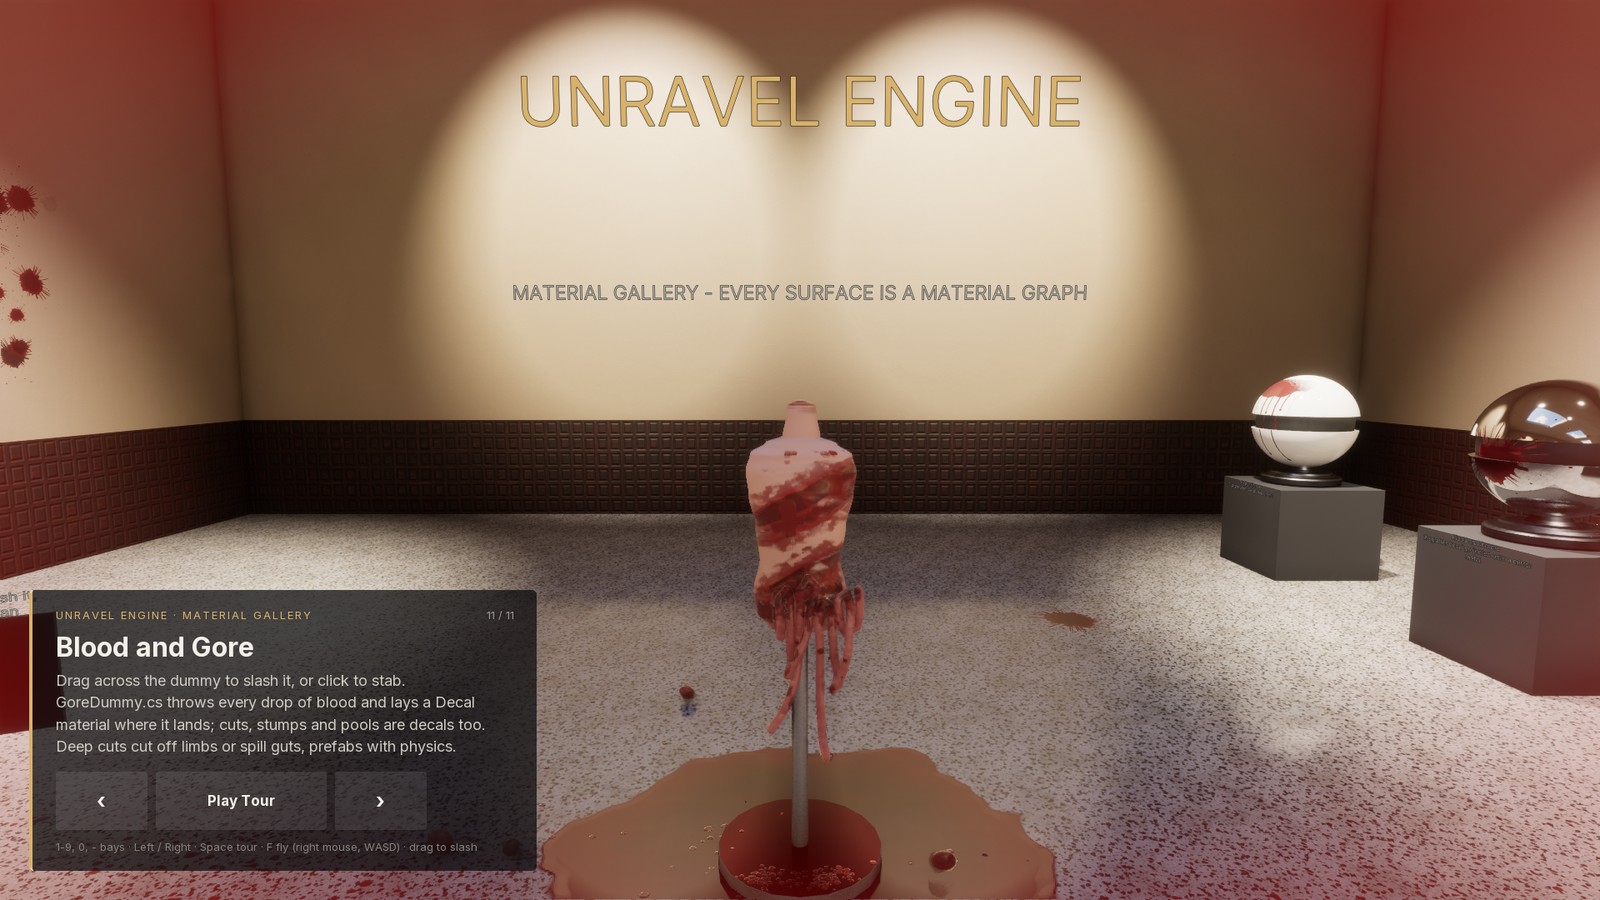 UNRAVEL ENGINE
MATERIAL GALLERY - EVERY SURFACE IS A MATERIAL GRAPH
UNRAVEL ENGINE · MATERIAL GALLERY
11 / 11
Blood and Gore
Drag across the dummy to slash it, or click to stab.
GoreDummy.cs throws every drop of blood and lays a Decal
material where it lands; cuts, stumps and pools are decals too.
Deep cuts cut off limbs or spill guts, prefabs with physics.
‹
Play Tour
›
1-9, 0, - bays · Left / Right · Space tour · F fly (right mouse, WASD) · drag to slash